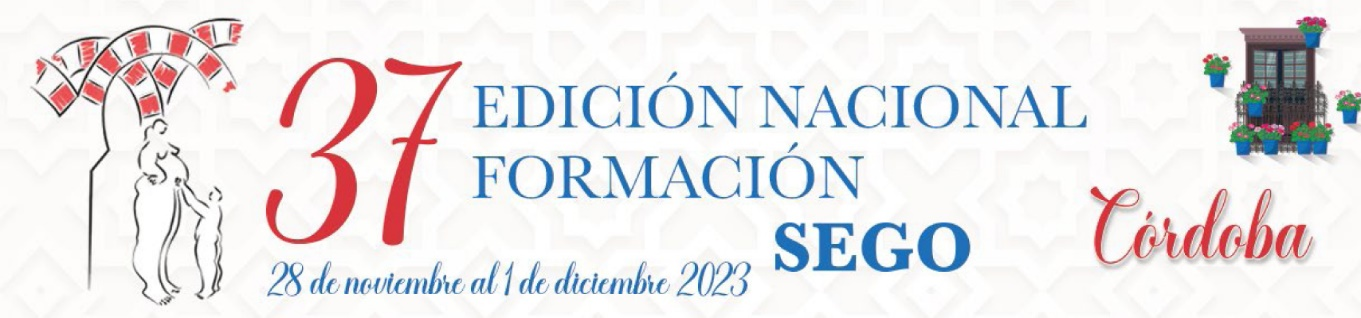 37 EDICIÓN NACIONAL
FORMACIÓN
SEGO
28 de noviembre al 1 de diciembre 2023
Córdoba